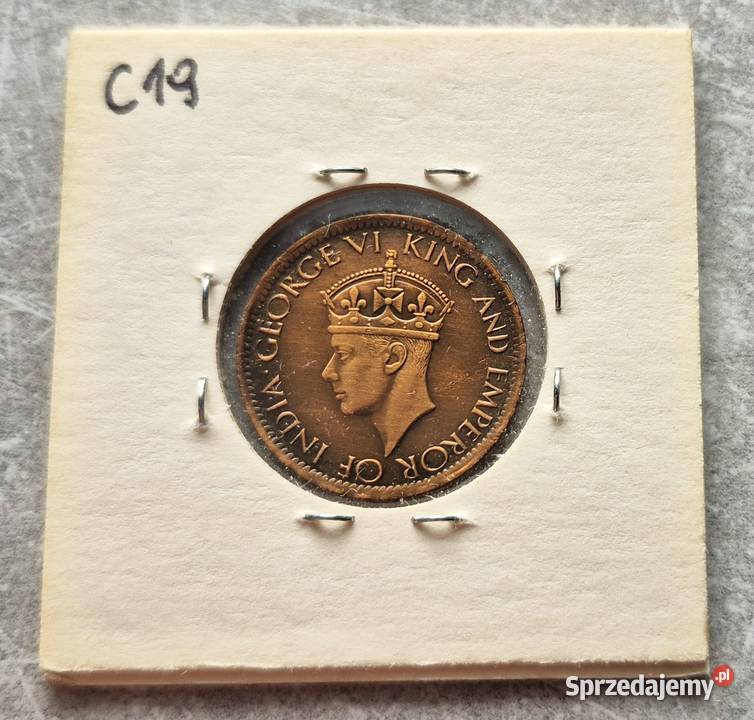 C19
GEORGE VI KING AND EMPEROR OF INDIA ·
Sprzedajemy.pl